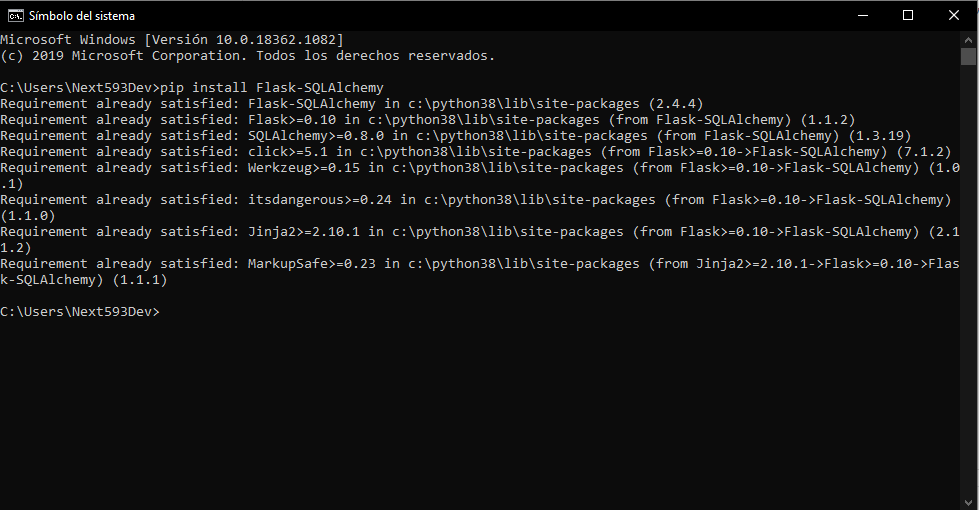 Símbolo del sistema
Microsoft Windows [Versión 10.0.18362.1082]
(c) 2019 Microsoft Corporation. Todos los derechos reservados.
C:\Users\Next593Dev>pip install Flask-SQLAlchemy
Requirement already satisfied: Flask-SQLAlchemy in c:\python38\lib\site-packages (2.4.4)
Requirement already satisfied: Flask>=0.10 in c:\python38\lib\site-packages (from Flask-SQLAlchemy) (1.1.2)
Requirement already satisfied: SQLAlchemy>=0.8.0 in c:\python38\lib\site-packages (from Flask-SQLAlchemy) (1.3.19)
Requirement already satisfied: click>=5.1 in c:\python38\lib\site-packages (from Flask>=0.10->Flask-SQLAlchemy) (7.1.2)
Requirement already satisfied: Werkzeug>=0.15 in c:\python38\lib\site-packages (from Flask>=0.10->Flask-SQLAlchemy) (1.0
.1)
Requirement already satisfied: itsdangerous>=0.24 in c:\python38\lib\site-packages (from Flask>=0.10->Flask-SQLAlchemy)
(1.1.0)
Requirement already satisfied: Jinja2>=2.10.1 in c:\python38\lib\site-packages (from Flask>=0.10->Flask-SQLAlchemy) (2.1
1.2)
Requirement already satisfied: MarkupSafe>=0.23 in c:\python38\lib\site-packages (from Jinja2>=2.10.1->Flask>=0.10->Flas
k-SQLAlchemy) (1.1.1)
C:\Users\Next593Dev>